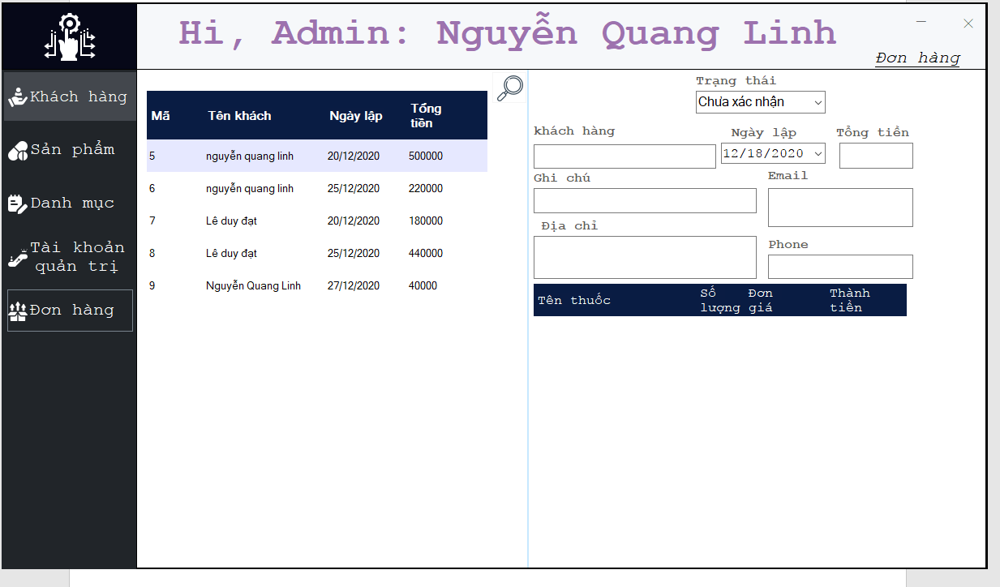 Hi, Admin: Nguyễn Quang Linh
Đơn hàng
Khách hàng
Sản phẩm
Danh mục
Tài khoản
quản trị
Đơn hàng
Mã Tên khách Ngày lập Tổng
tiền
5 nguyễn quang linh 20/12/2020 500000
6 nguyễn quang linh 25/12/2020 220000
7 Lê duy đạt 20/12/2020 180000
8 Lê duy đạt 25/12/2020 440000
9 Nguyễn Quang Linh 27/12/2020 40000
Trạng thái
Chưa xác nhận
khách hàng Ngày lập Tổng tiền
12/18/2020
Ghi chú Email
Địa chỉ
Phone
Tên thuốc Số Đơn Thành
lượng giá tiền